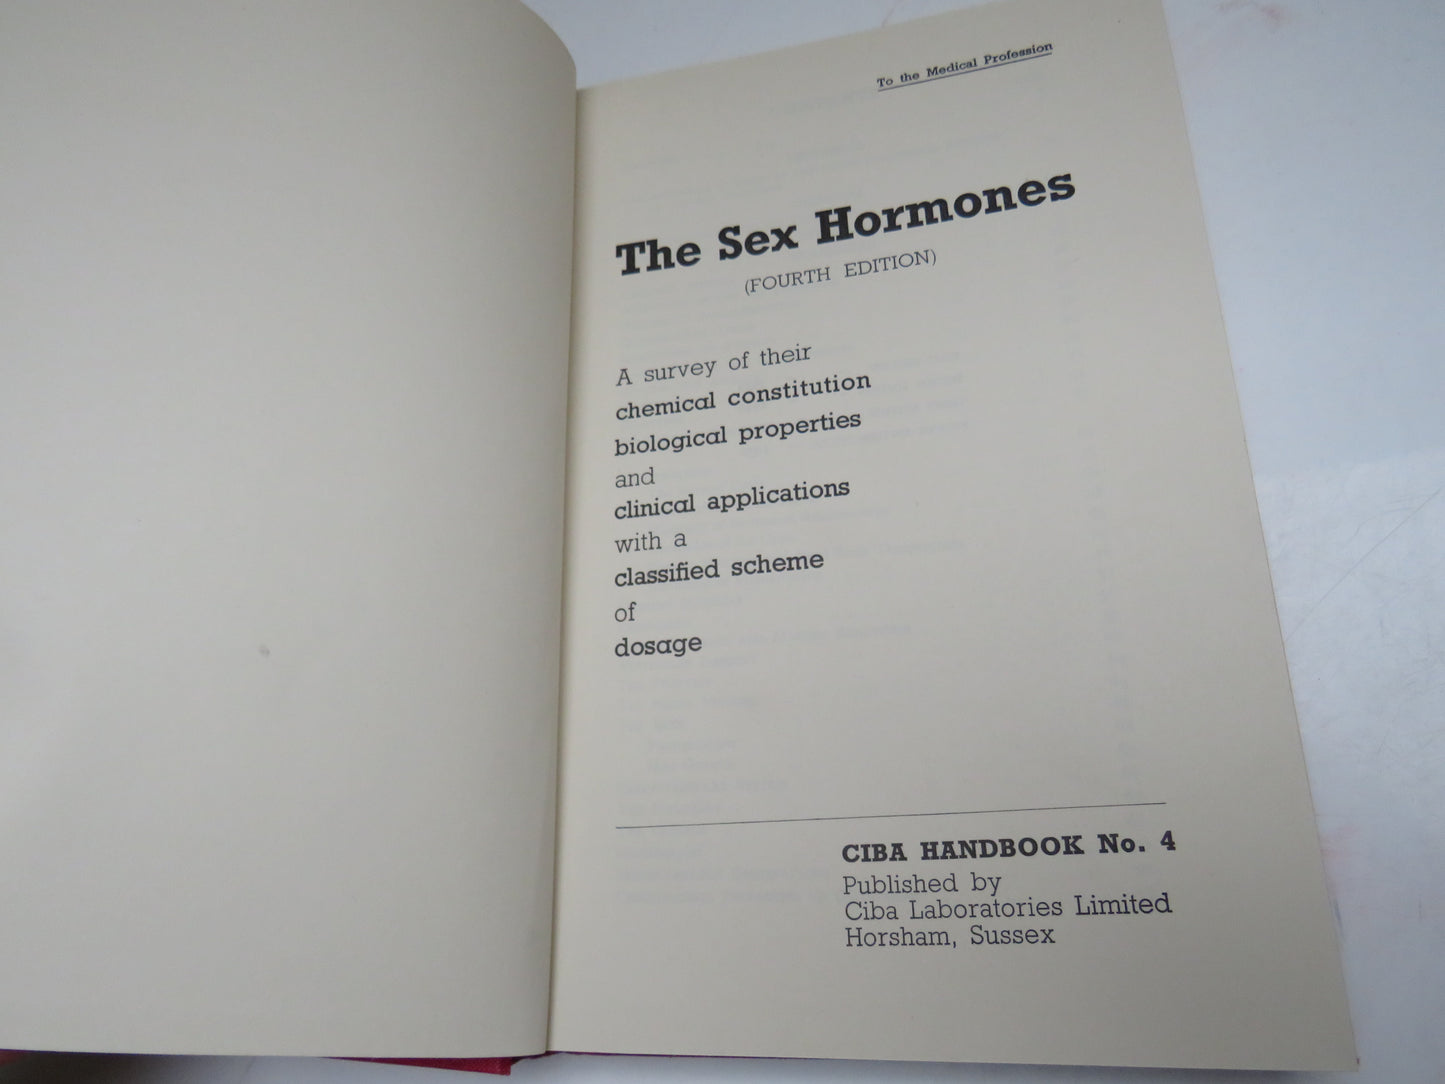 To the Medical Profession
The Sex Hormones
(FOURTH EDITION)
A survey of their
chemical constitution
biological properties
and
clinical applications
with a
classified scheme
of
dosage
CIBA HANDBOOK No. 4
Published by
Ciba Laboratories Limited
Horsham, Sussex